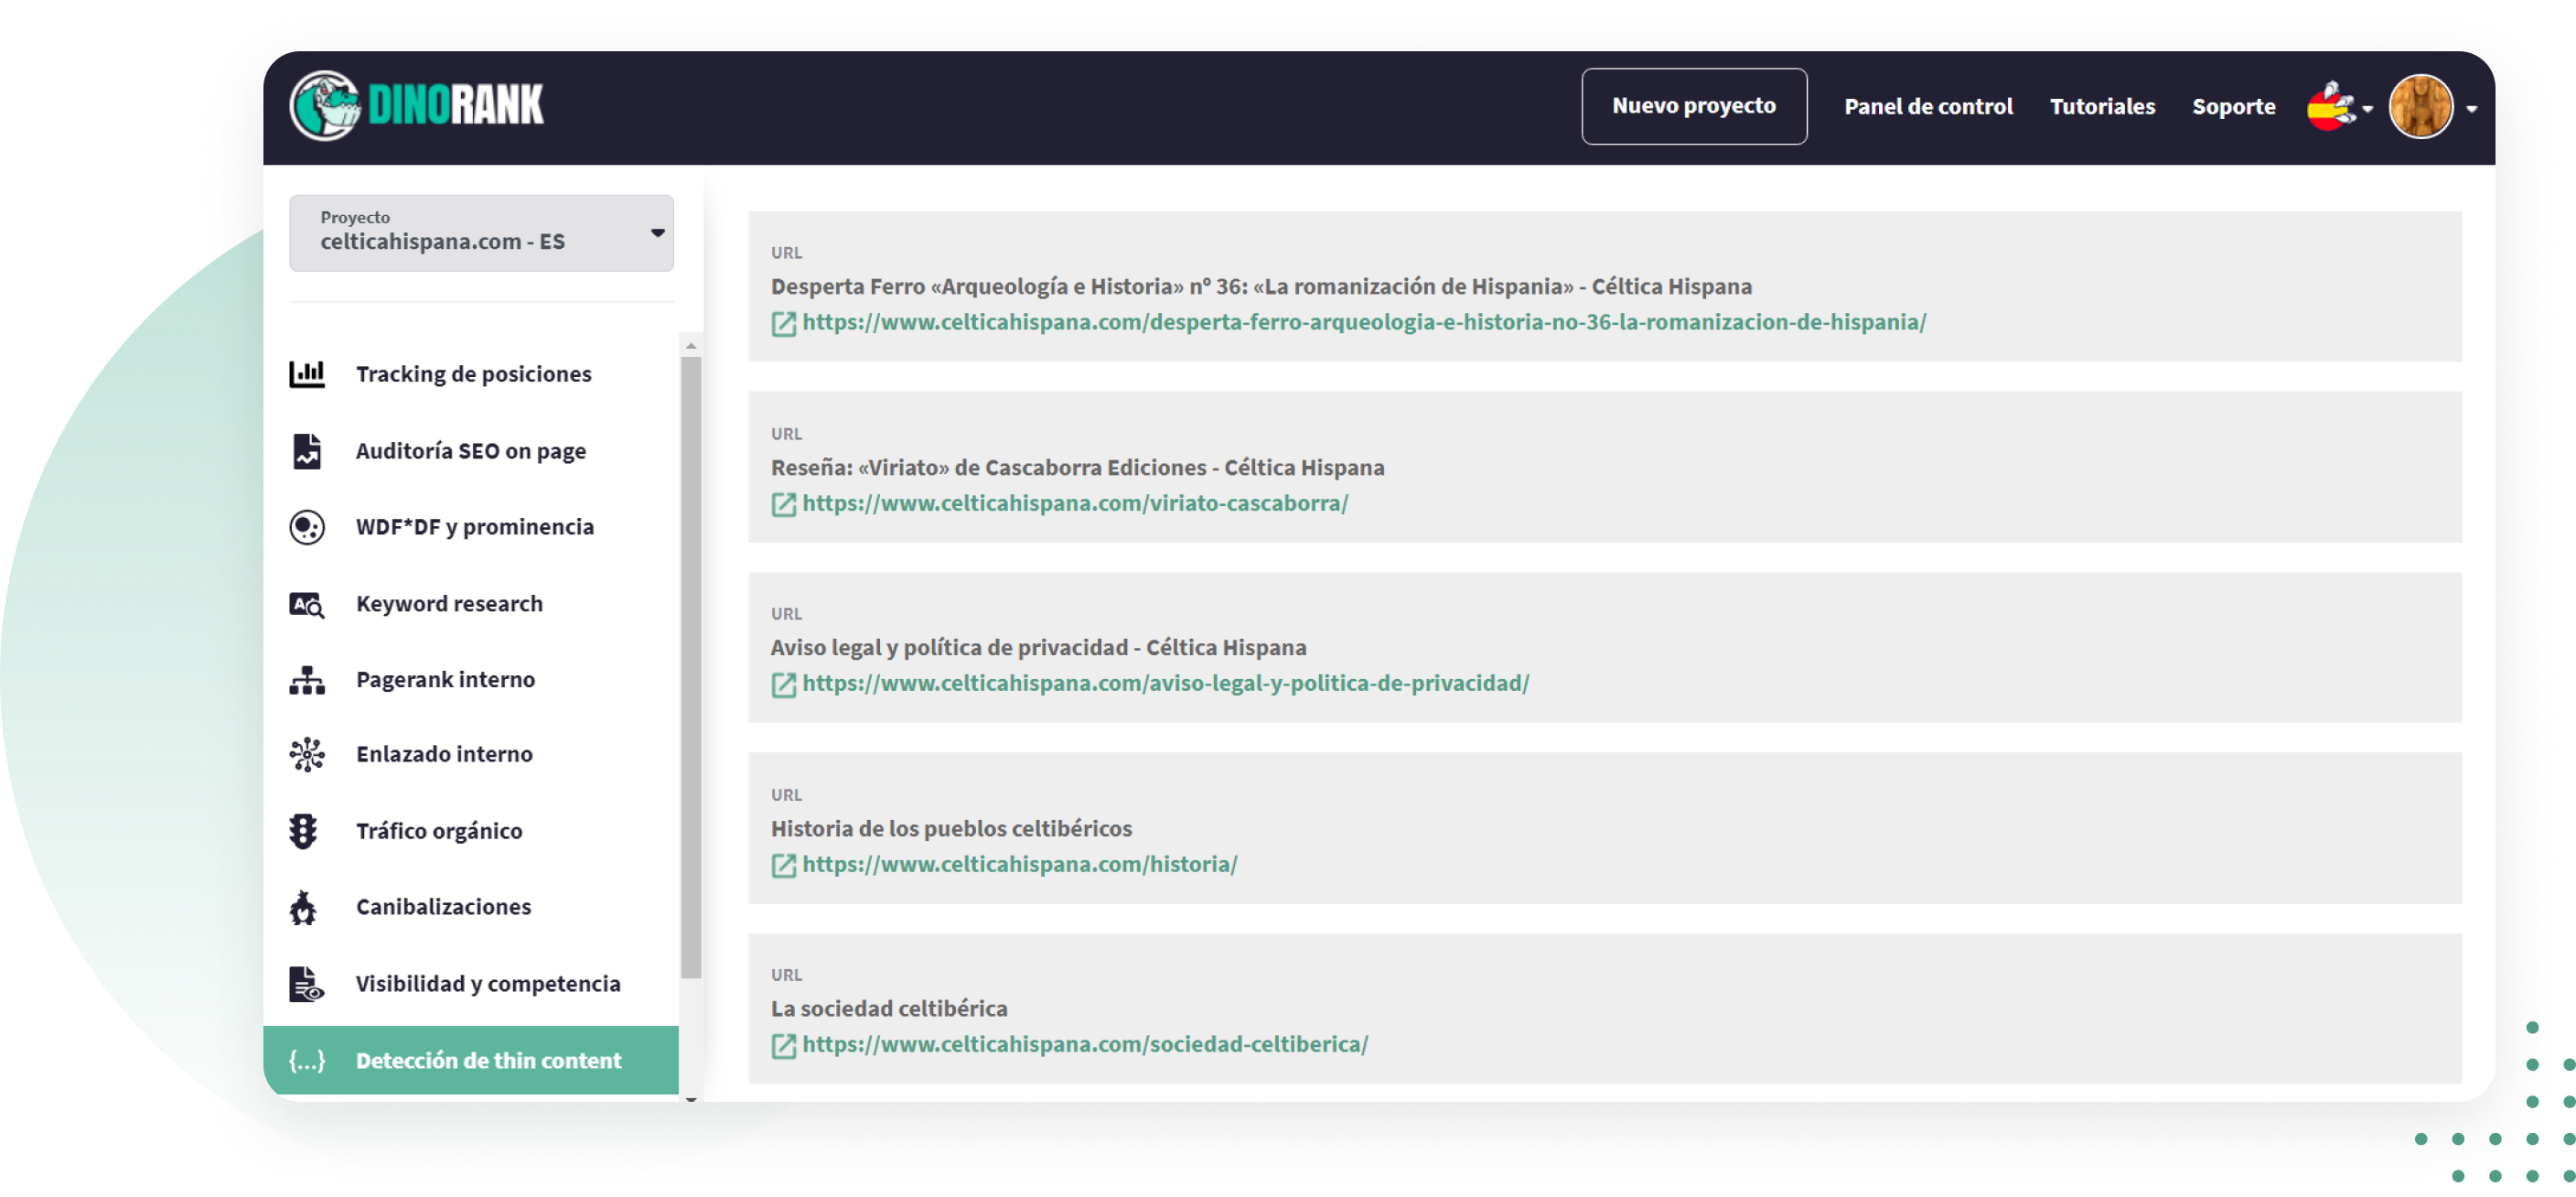 DINORANK
Nuevo proyecto
Panel de control
Tutoriales
Soporte
Proyecto
celticahispana.com - ES
Tracking de posiciones
Auditoría SEO on page
WDF*DF y prominencia
Keyword research
Pagerank interno
Enlazado interno
Tráfico orgánico
Canibalizaciones
Visibilidad y competencia
{...} Detección de thin content
URL
Desperta Ferro «Arqueología e Historia» nº 36: «La romanización de Hispania» - Céltica Hispana
https://www.celticahispana.com/desperta-ferro-arqueologia-e-historia-no-36-la-romanizacion-de-hispania/
URL
Reseña: «Viriato» de Cascaborra Ediciones - Céltica Hispana
https://www.celticahispana.com/viriato-cascaborra/
URL
Aviso legal y política de privacidad - Céltica Hispana
https://www.celticahispana.com/aviso-legal-y-politica-de-privacidad/
URL
Historia de los pueblos celtibéricos
https://www.celticahispana.com/historia/
URL
La sociedad celtibérica
https://www.celticahispana.com/sociedad-celtiberica/